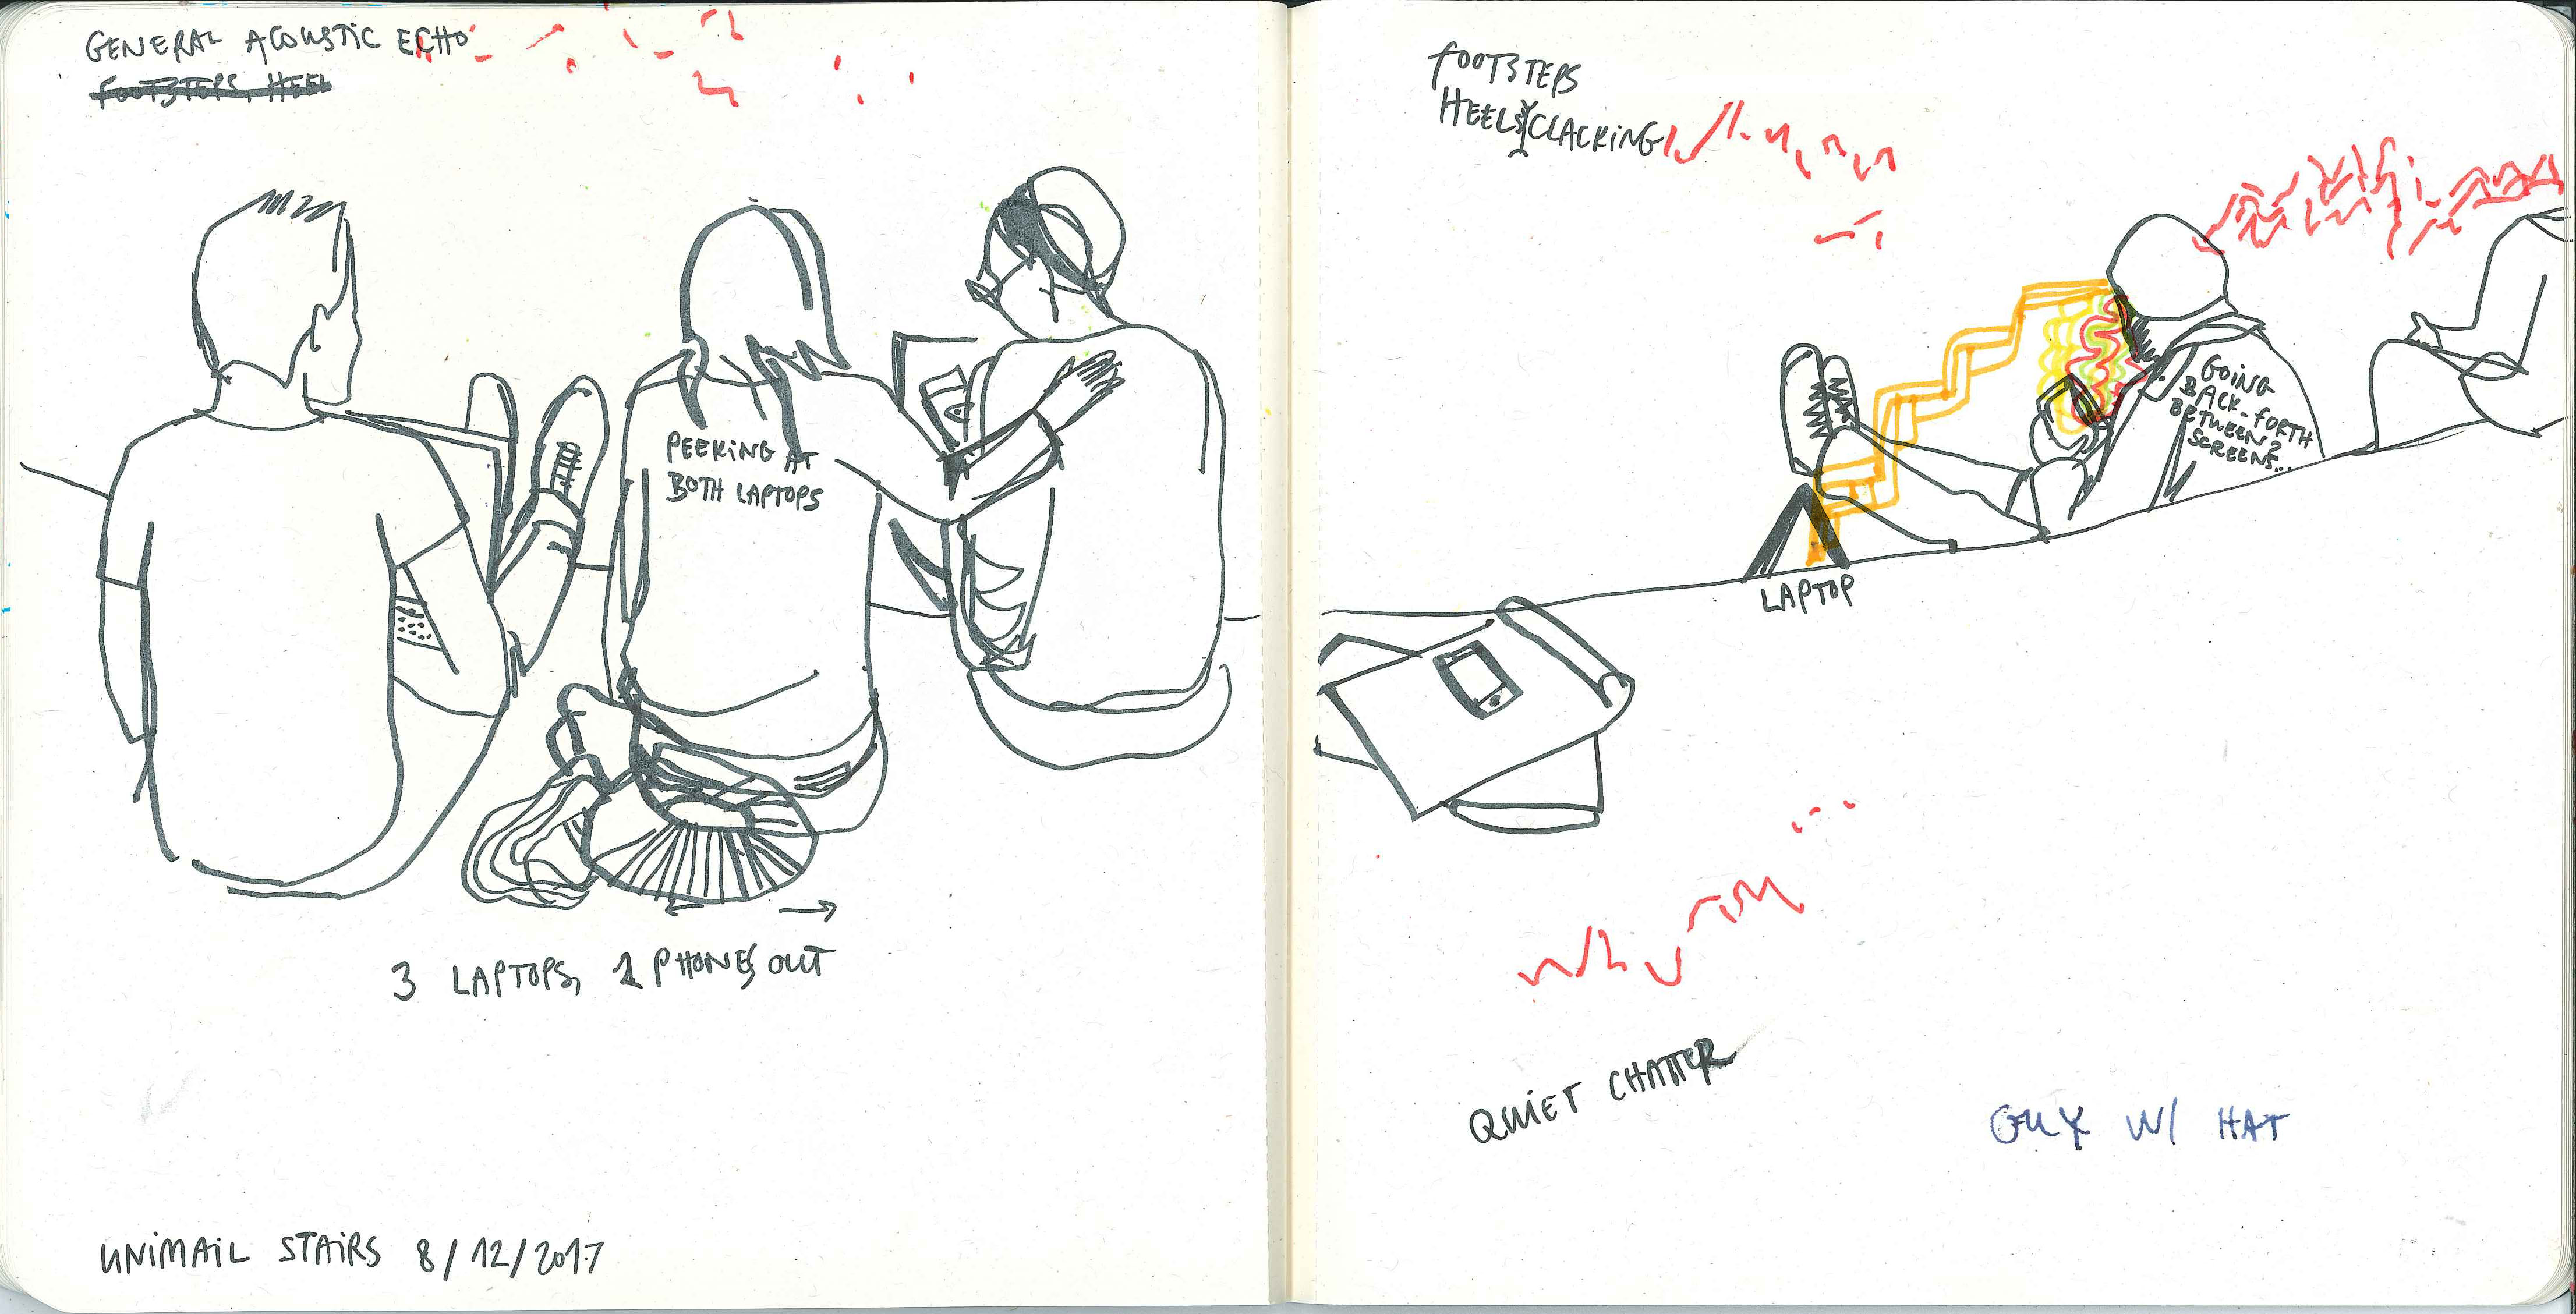 GENERAL ACOUSTIC ECHO
FOOTSTEPS, HEEL
PEEKING AT
BOTH LAPTOPS
3 LAPTOPS, 2 PHONES OUT
UNIMAIL STAIRS 8/12/2017
FOOTSTEPS
HEELS CLACKING
GOING
BACK-FORTH
BETWEEN 2
SCREENS...
LAPTOP
QUIET CHATTER
GUY W/ HAT